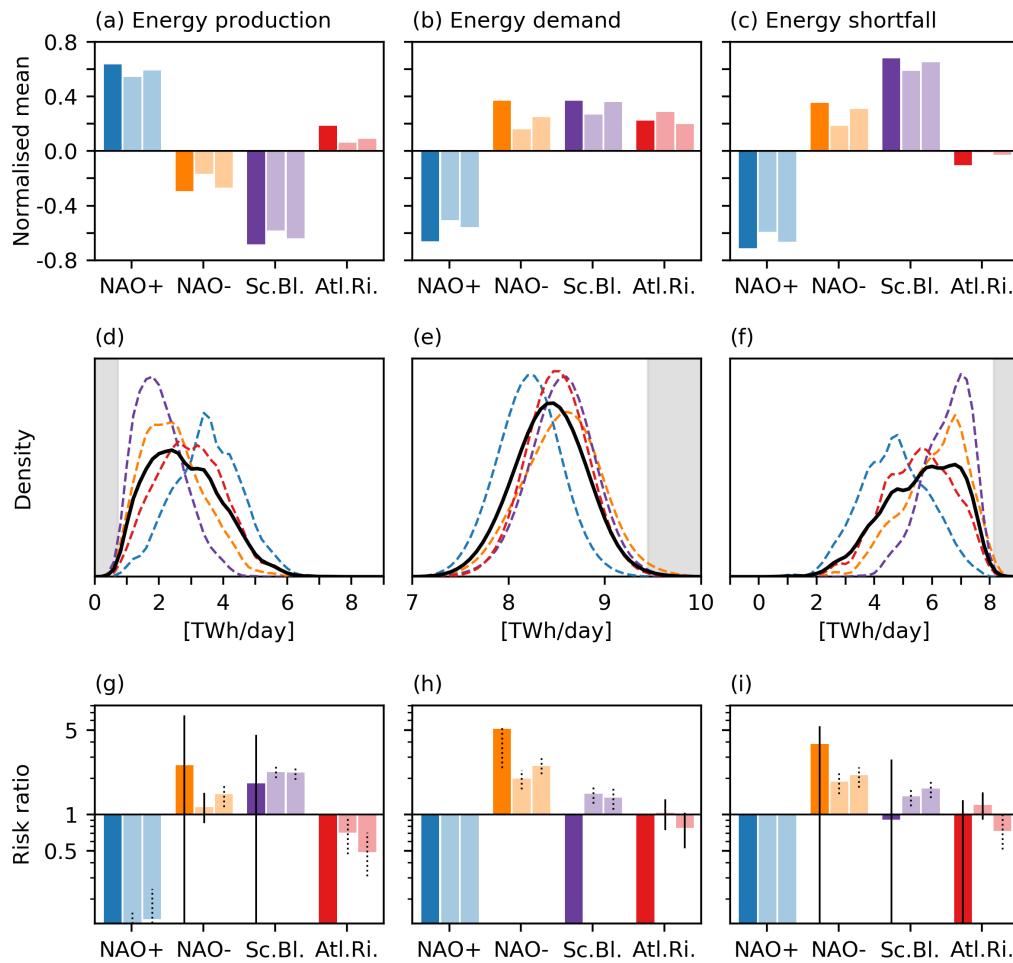 (a) Energy production (b) Energy demand (c) Energy shortfall
Normalised mean
0.8
0.4
0.0
-0.4
-0.8
NAO+ NAO- Sc.Bl. Atl.Ri. NAO+ NAO- Sc.Bl. Atl.Ri. NAO+ NAO- Sc.Bl. Atl.Ri.
(d) (e) (f)
Density
0 2 4 6 8 7 8 9 10 0 2 4 6 8
[TWh/day] [TWh/day] [TWh/day]
(g) (h) (i)
Risk ratio
5
1
0.5
NAO+ NAO- Sc.Bl. Atl.Ri. NAO+ NAO- Sc.Bl. Atl.Ri. NAO+ NAO- Sc.Bl. Atl.Ri.